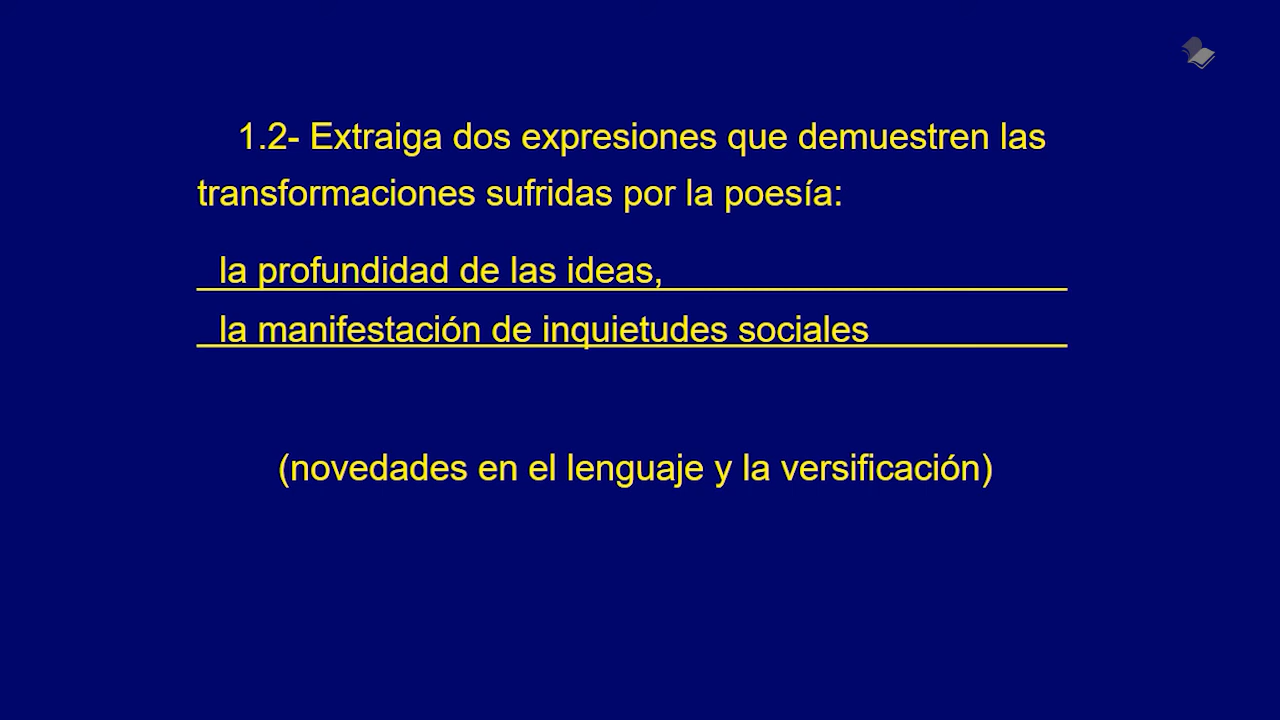 1.2- Extraiga dos expresiones que demuestren las
transformaciones sufridas por la poesía:
la profundidad de las ideas,
la manifestación de inquietudes sociales
(novedades en el lenguaje y la versificación)